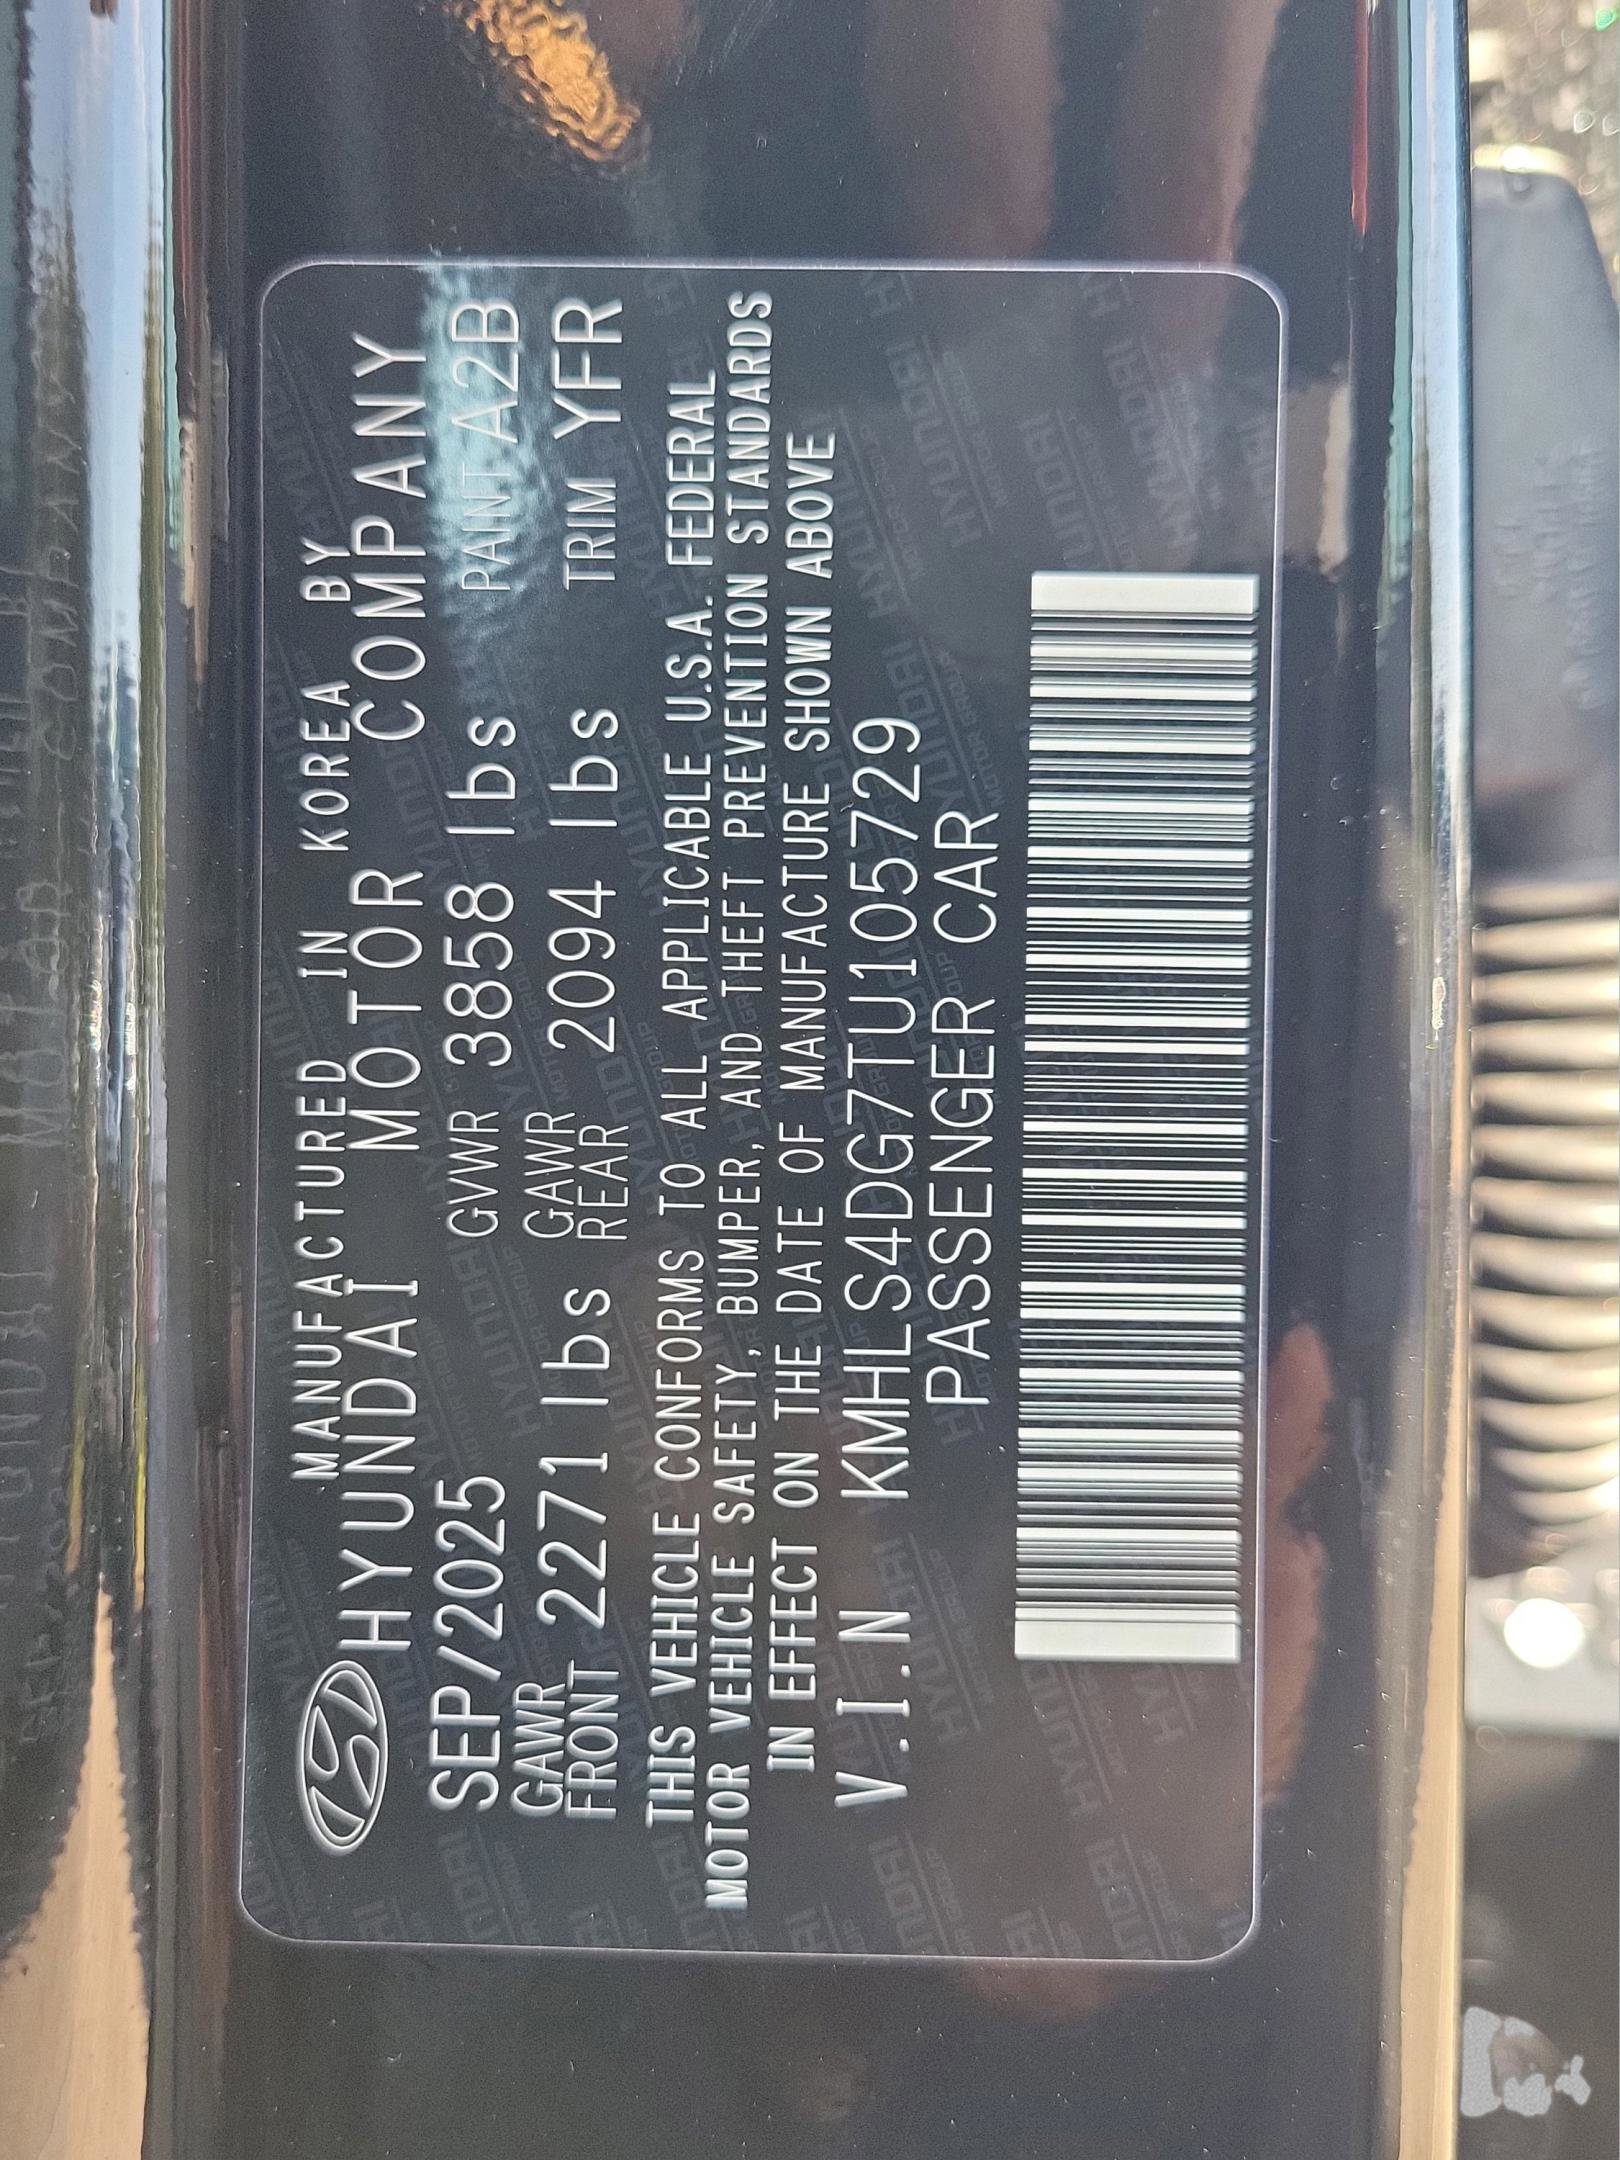 MANUFACTURED IN KOREA BY
HYUNDAI MOTOR COMPANY
SEP/2025 GVWR 3858 lbs PAINT A2B
GAWR FRONT 2271 lbs GAWR REAR 2094 lbs TRIM YFR
THIS VEHICLE CONFORMS TO ALL APPLICABLE U.S.A. FEDERAL
MOTOR VEHICLE SAFETY, BUMPER, AND THEFT PREVENTION STANDARDS
IN EFFECT ON THE DATE OF MANUFACTURE SHOWN ABOVE
V.I.N KMHLS4DG7TU105729
PASSENGER CAR